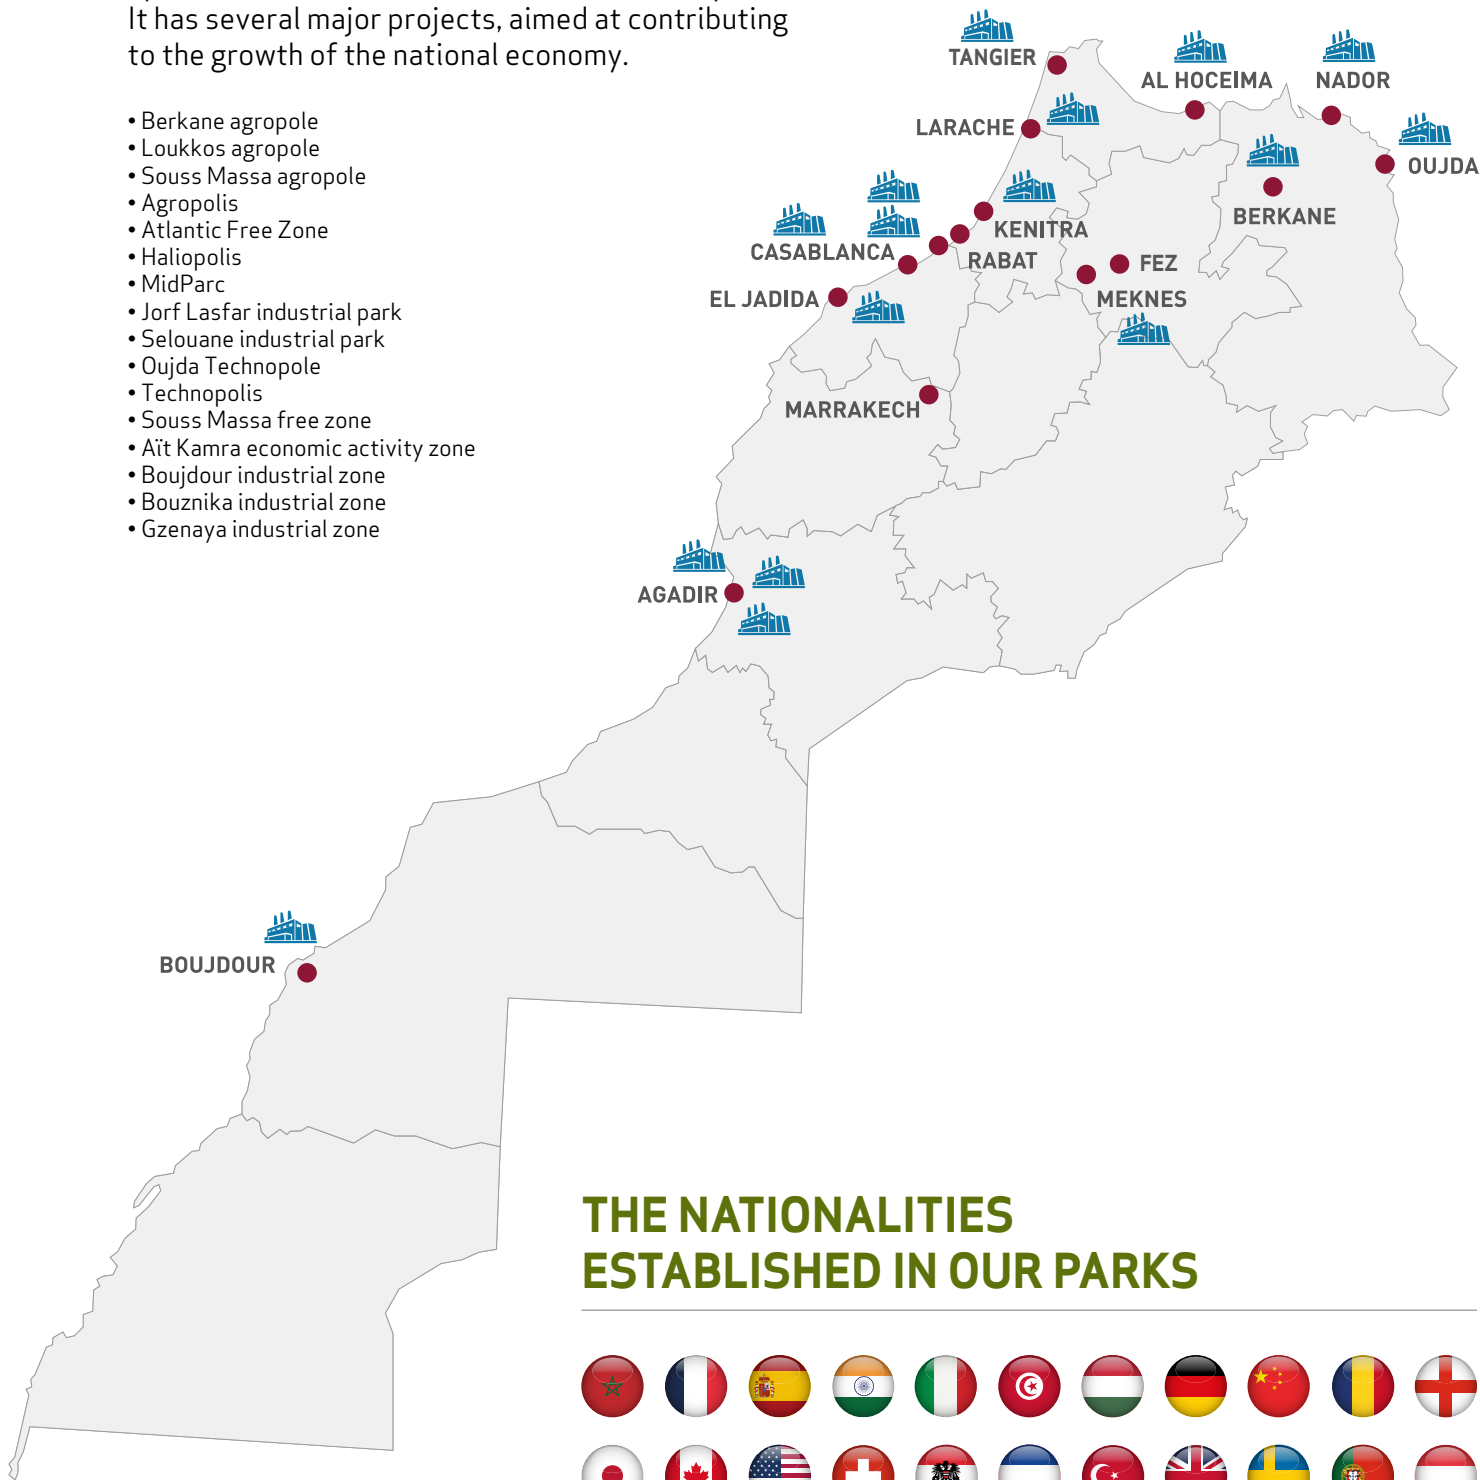 It has several major projects, aimed at contributing
to the growth of the national economy.
• Berkane agropole
• Loukkos agropole
• Souss Massa agropole
• Agropolis
• Atlantic Free Zone
• Haliopolis
• MidParc
• Jorf Lasfar industrial park
• Selouane industrial park
• Oujda Technopole
• Technopolis
• Souss Massa free zone
• Aït Kamra economic activity zone
• Boujdour industrial zone
• Bouznika industrial zone
• Gzenaya industrial zone
TANGIER
AL HOCEIMA
NADOR
LARACHE
OUJDA
BERKANE
KENITRA
CASABLANCA
RABAT
FEZ
EL JADIDA
MEKNES
MARRAKECH
AGADIR
BOUJDOUR
THE NATIONALITIES
ESTABLISHED IN OUR PARKS